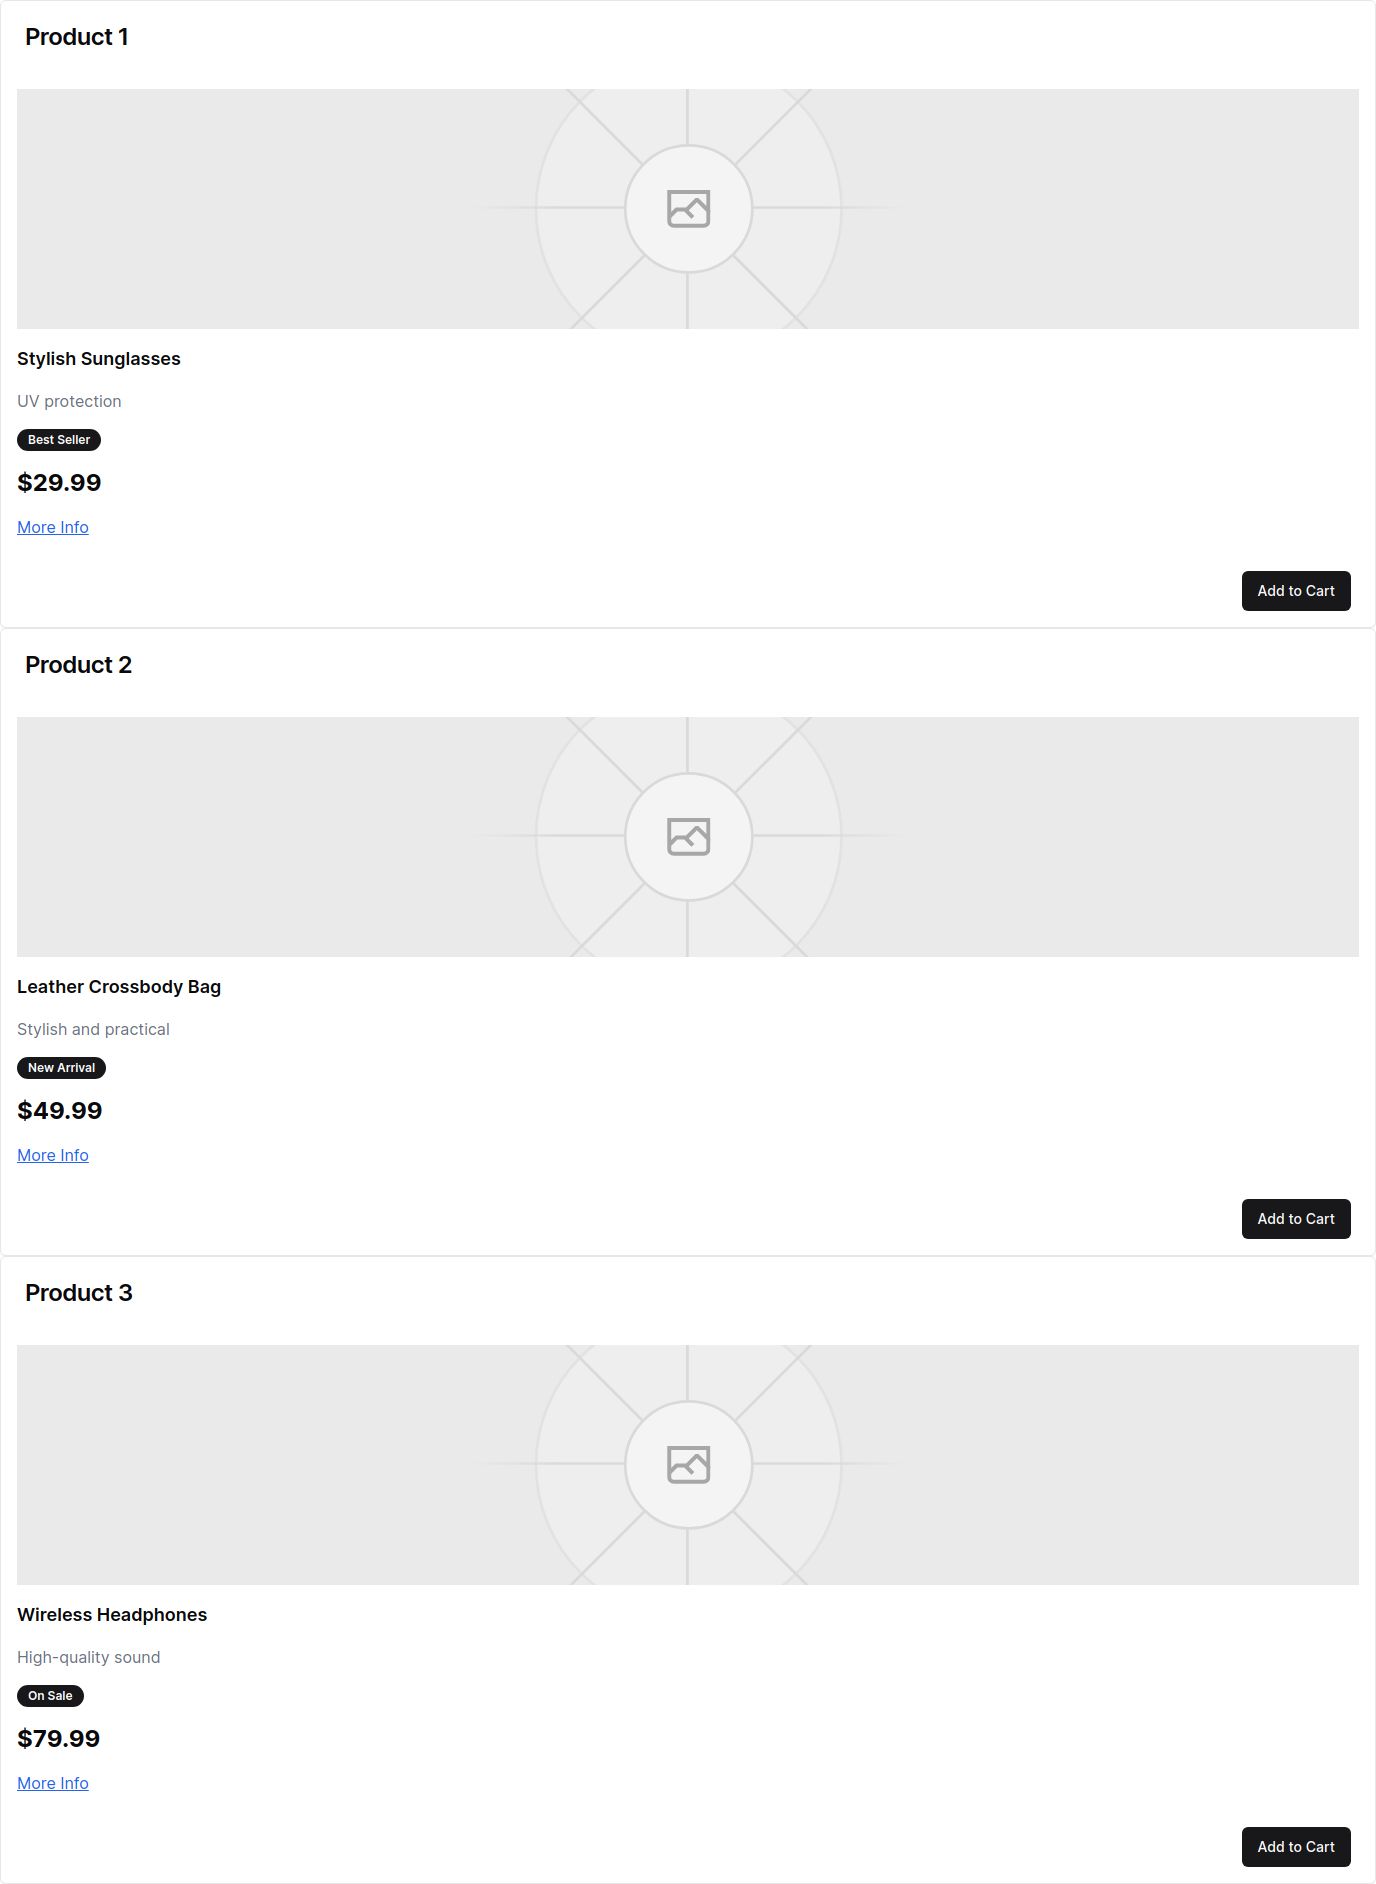 Product 1
Stylish Sunglasses
UV protection
Best Seller
$29.99
More Info
Add to Cart
Product 2
Leather Crossbody Bag
Stylish and practical
New Arrival
$49.99
More Info
Add to Cart
Product 3
Wireless Headphones
High-quality sound
On Sale
$79.99
More Info
Add to Cart